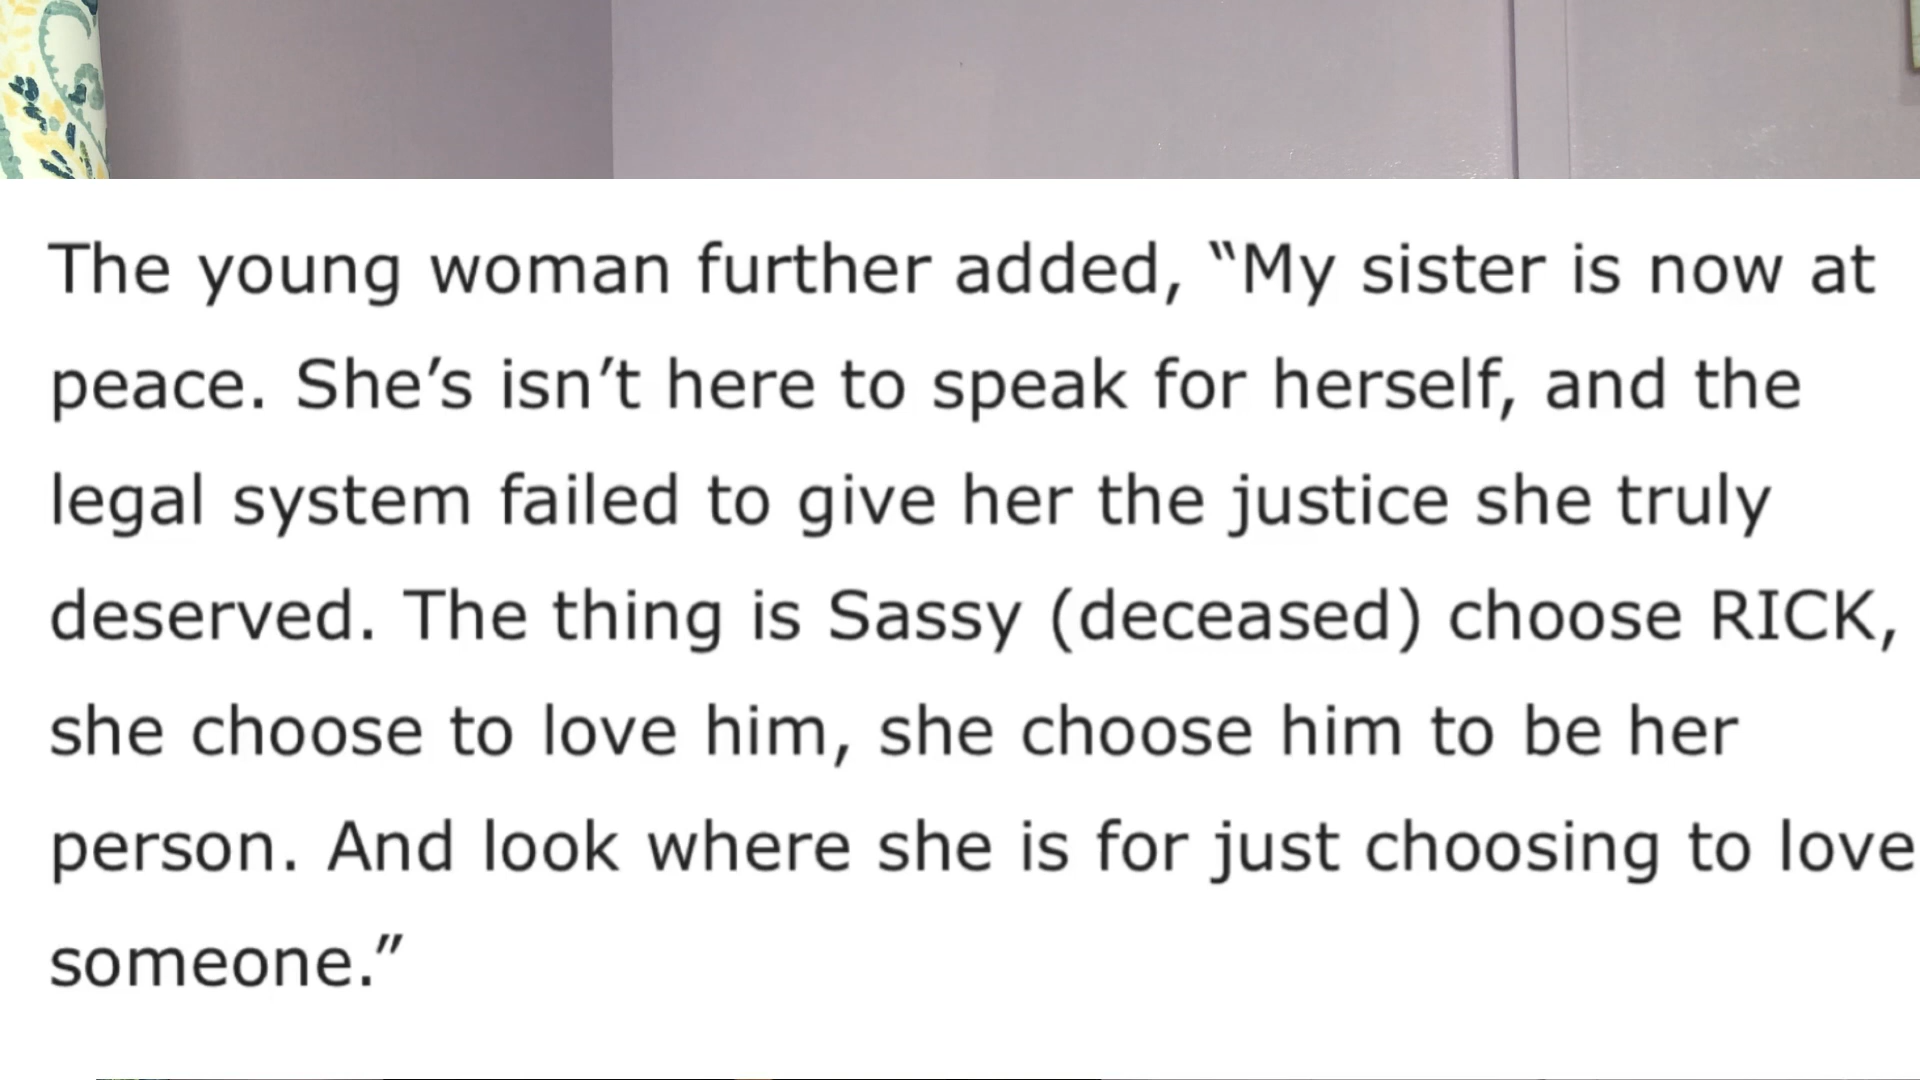 The young woman further added, “My sister is now at
peace. She’s isn’t here to speak for herself, and the
legal system failed to give her the justice she truly
deserved. The thing is Sassy (deceased) choose RICK,
she choose to love him, she choose him to be her
person. And look where she is for just choosing to love
someone.”